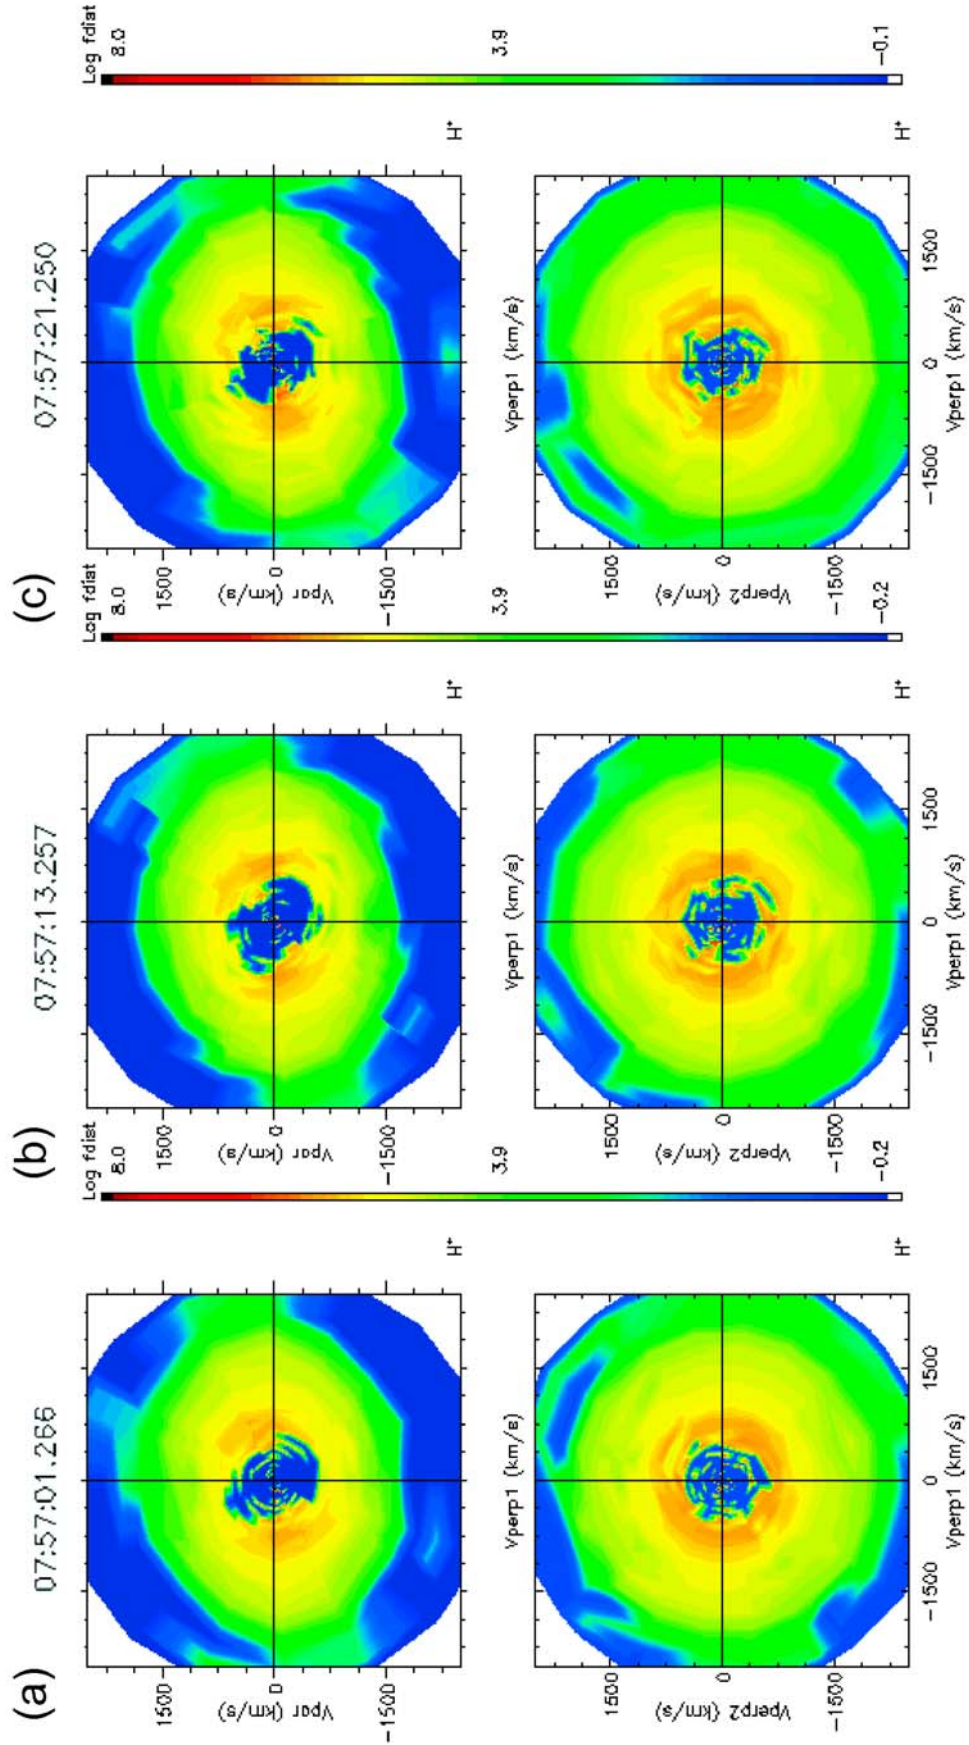 (a)
07:57:01.266
Log fdist
8.0
3.9
-0.2
1500
0
-1500
Vpar (km/s)
H⁺
Vperp1 (km/s)
1500
0
-1500
Vperp2 (km/s)
H⁺
-1500 0 1500
Vperp1 (km/s)
(b)
07:57:13.257
Log fdist
8.0
3.9
-0.2
1500
0
-1500
Vpar (km/s)
H⁺
Vperp1 (km/s)
1500
0
-1500
Vperp2 (km/s)
H⁺
-1500 0 1500
Vperp1 (km/s)
(c)
07:57:21.250
Log fdist
8.0
3.9
-0.1
1500
0
-1500
Vpar (km/s)
H⁺
Vperp1 (km/s)
1500
0
-1500
Vperp2 (km/s)
H⁺
-1500 0 1500
Vperp1 (km/s)